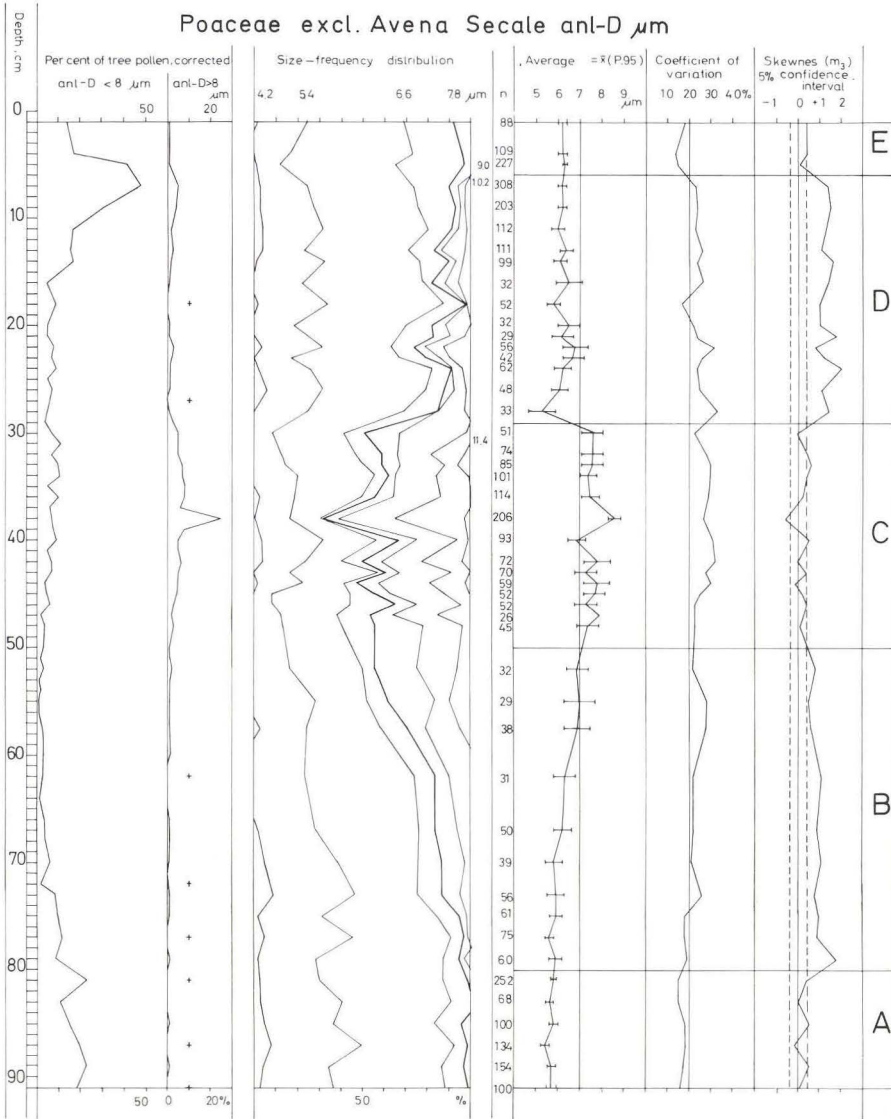 Poaceae excl. Avena Secale anl-D µm
Depth, cm
Per cent of tree pollen, corrected
anl-D < 8 µm
anl-D>8 µm
50
20
Size-frequency distribution
4,2 5,4 6,6 7,8 µm
9.0
10.2
11.4
n
, Average = x̄ (P.95)
5 6 7 8 9 µm
Coefficient of variation
10 20 30 40%
Skewnes (m3)
5% confidence. interval
-1 0 +1 2
0
10
20
30
40
50
60
70
80
90
88
109
227
308
203
112
111
99
32
52
32
29
56
42
62
48
33
51
74
85
101
114
206
93
72
70
59
52
52
26
45
32
29
38
31
50
39
56
61
75
60
252
68
100
134
154
100
E
D
C
B
A
50 0 20% 50 %